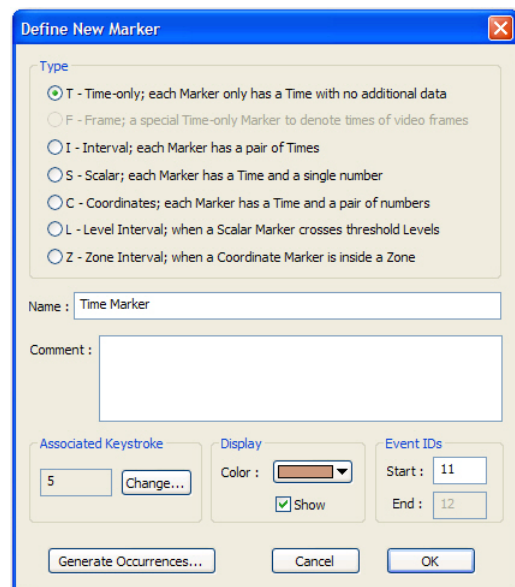 Define New Marker
Type
T - Time-only; each Marker only has a Time with no additional data
F - Frame; a special Time-only Marker to denote times of video frames
I - Interval; each Marker has a pair of Times
S - Scalar; each Marker has a Time and a single number
C - Coordinates; each Marker has a Time and a pair of numbers
L - Level Interval; when a Scalar Marker crosses threshold Levels
Z - Zone Interval; when a Coordinate Marker is inside a Zone
Name : Time Marker
Comment :
Associated Keystroke Display Event IDs
5 Change... Color : Start : 11
Show End : 12
Generate Occurrences... Cancel OK